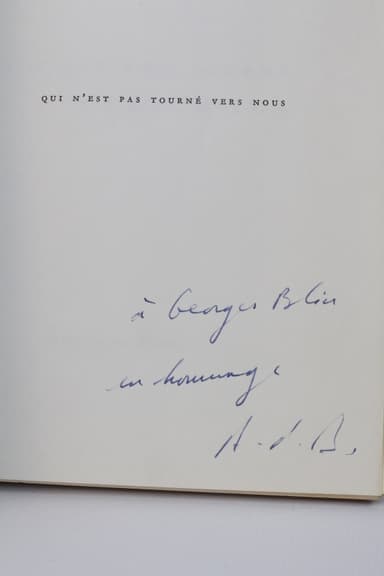 QUI N'EST PAS TOURNÉ VERS NOUS
à Georges Blin
en hommage
A. d. B.